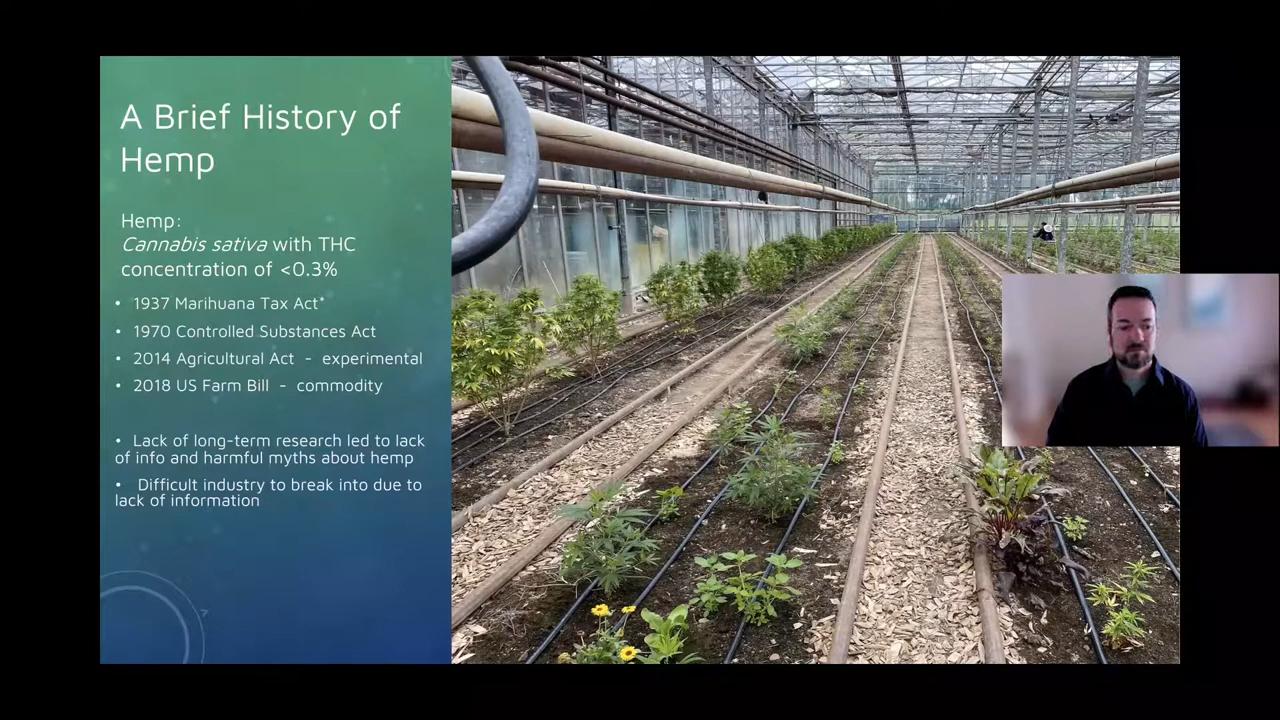 A Brief History of
Hemp
Hemp:
Cannabis sativa with THC
concentration of <0.3%
• 1937 Marihuana Tax Act*
• 1970 Controlled Substances Act
• 2014 Agricultural Act - experimental
• 2018 US Farm Bill - commodity
• Lack of long-term research led to lack
of info and harmful myths about hemp
• Difficult industry to break into due to
lack of information